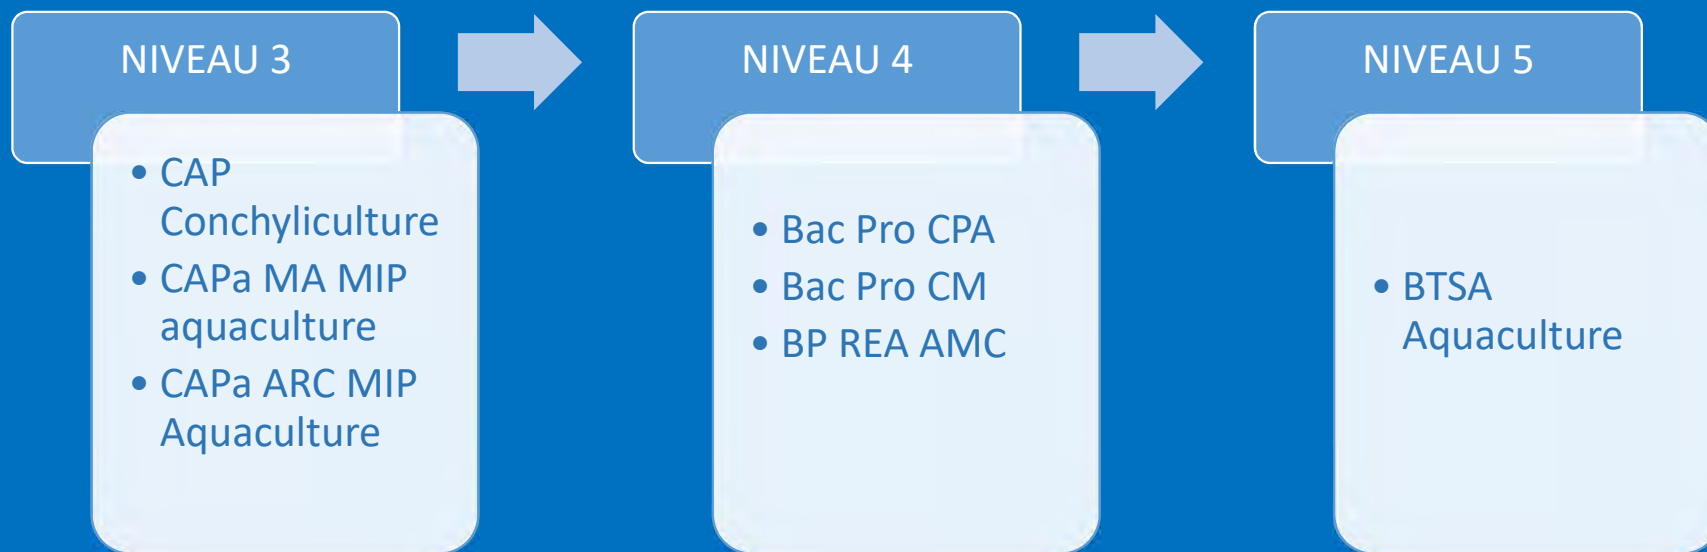 NIVEAU 3
• CAP
Conchyliculture
• CAPa MA MIP
aquaculture
• CAPa ARC MIP
Aquaculture
NIVEAU 4
• Bac Pro CPA
• Bac Pro CM
• BP REA AMC
NIVEAU 5
• BTSA
Aquaculture